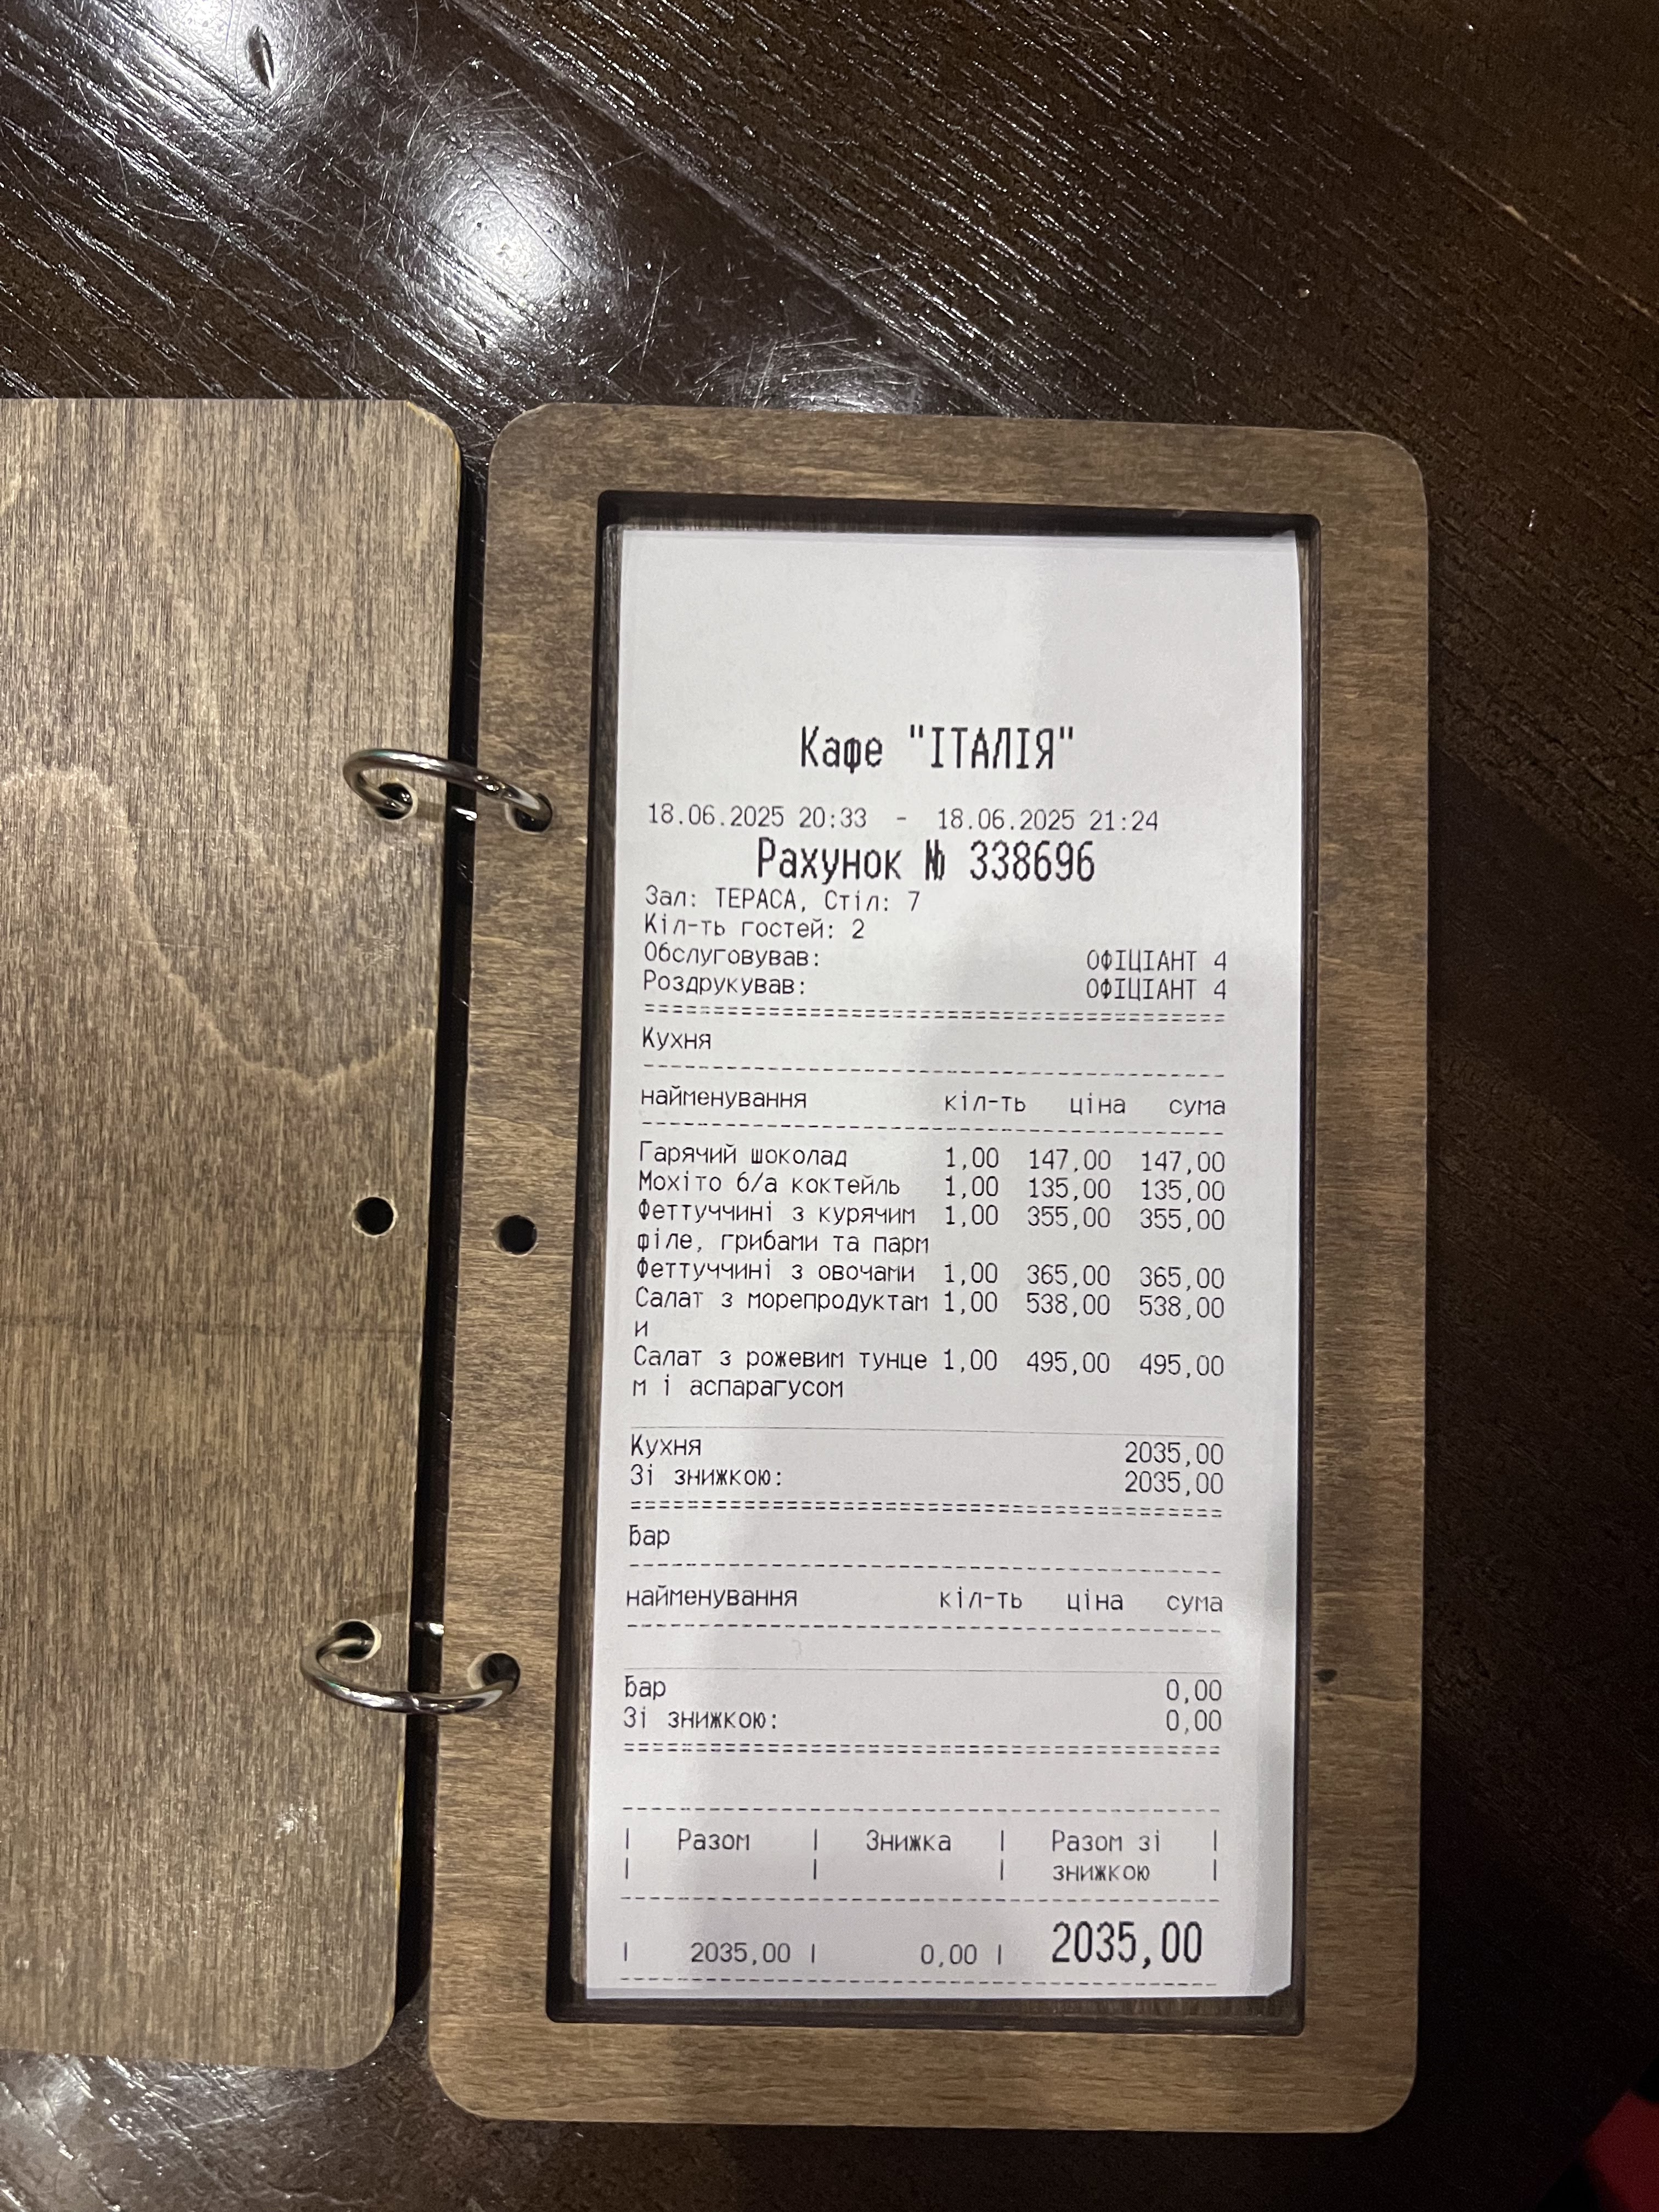 Кафе "ІТАЛІЯ"
18.06.2025 20:33 - 18.06.2025 21:24
Рахунок № 338696
Зал: ТЕРАСА, Стіл: 7
Кіл-ть гостей: 2
Обслуговував: ОФІЦІАНТ 4
Роздрукував: ОФІЦІАНТ 4
================================
Кухня
--------------------------------
найменування кіл-ть ціна сума
--------------------------------
Гарячий шоколад 1,00 147,00 147,00
Мохіто б/а коктейль 1,00 135,00 135,00
Феттуччині з курячим 1,00 355,00 355,00
філе, грибами та парм
Феттуччині з овочами 1,00 365,00 365,00
Салат з морепродуктам 1,00 538,00 538,00
и
Салат з рожевим тунце 1,00 495,00 495,00
м і аспарагусом
Кухня 2035,00
Зі знижкою: 2035,00
================================
Бар
--------------------------------
найменування кіл-ть ціна сума
--------------------------------
Бар 0,00
Зі знижкою: 0,00
================================
--------------------------------
| Разом | Знижка | Разом зі |
| | | знижкою |
--------------------------------
| 2035,00 | 0,00 | 2035,00
--------------------------------